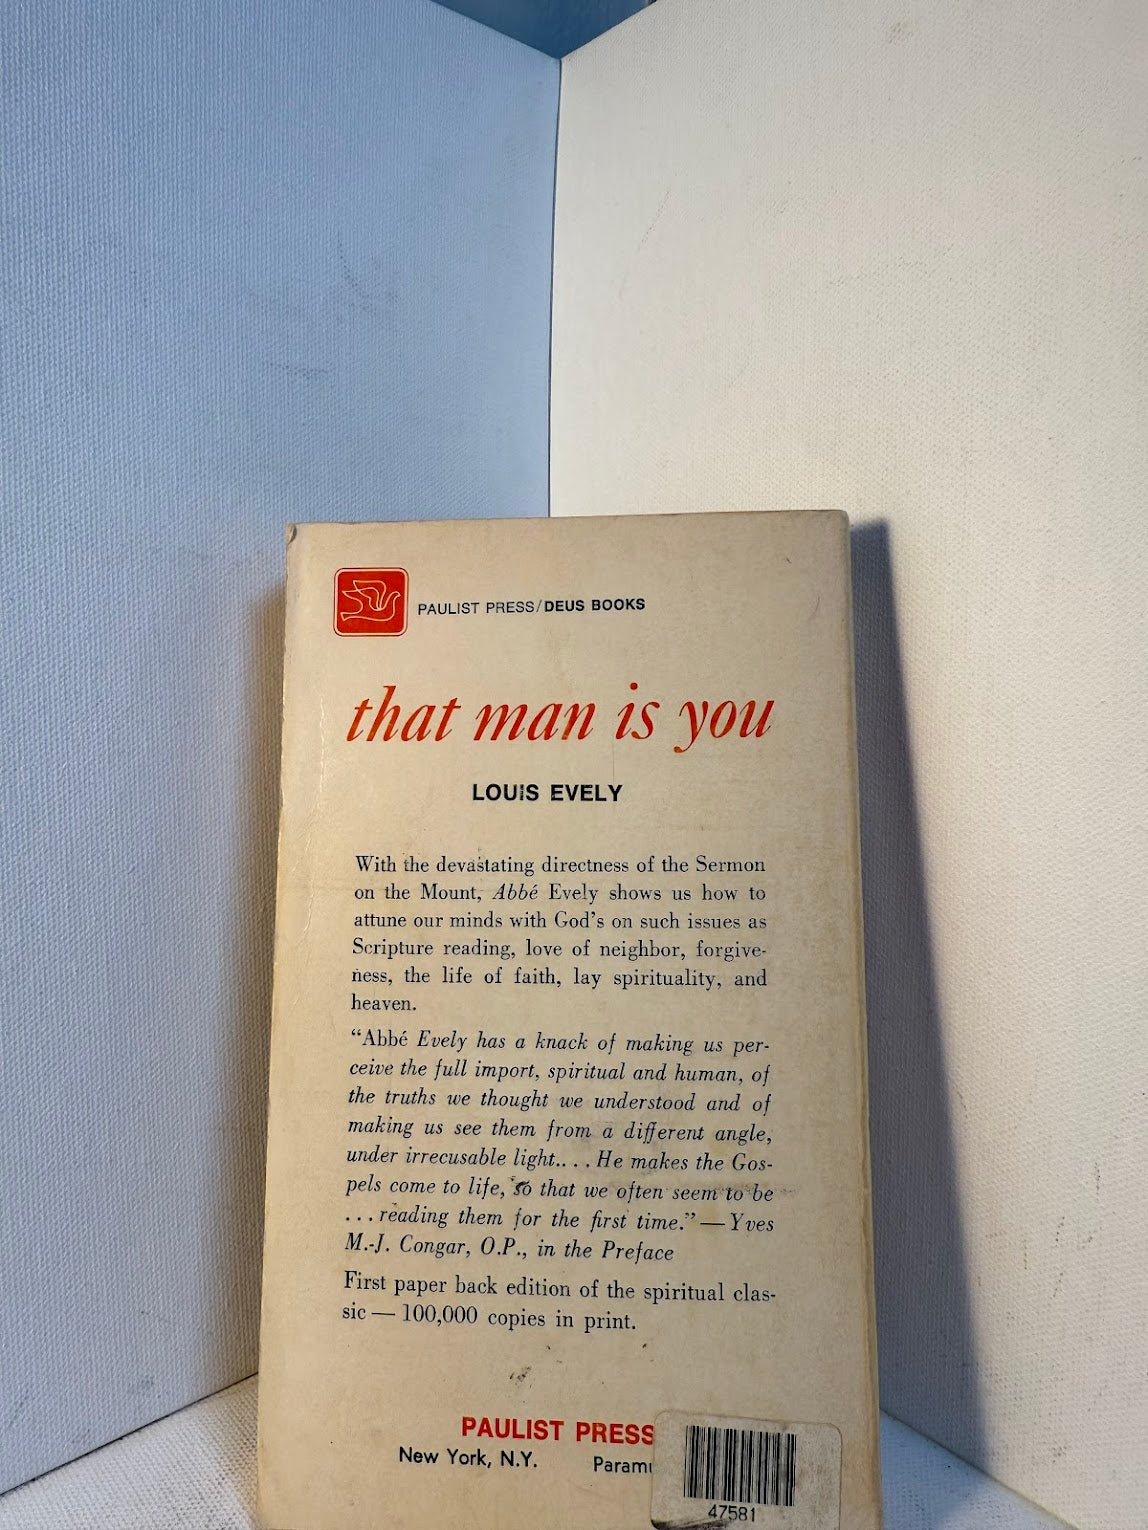 PAULIST PRESS/DEUS BOOKS
that man is you
LOUIS EVELY
With the devastating directness of the Sermon
on the Mount, Abbé Evely shows us how to
attune our minds with God's on such issues as
Scripture reading, love of neighbor, forgive-
ness, the life of faith, lay spirituality, and
heaven.
"Abbé Evely has a knack of making us per-
ceive the full import, spiritual and human, of
the truths we thought we understood and of
making us see them from a different angle,
under irrecusable light.... He makes the Gos-
pels come to life, so that we often seem to be
...reading them for the first time."—Yves
M.-J. Congar, O.P., in the Preface
First paper back edition of the spiritual clas-
sic — 100,000 copies in print.
PAULIST PRESS
New York, N.Y.
47581